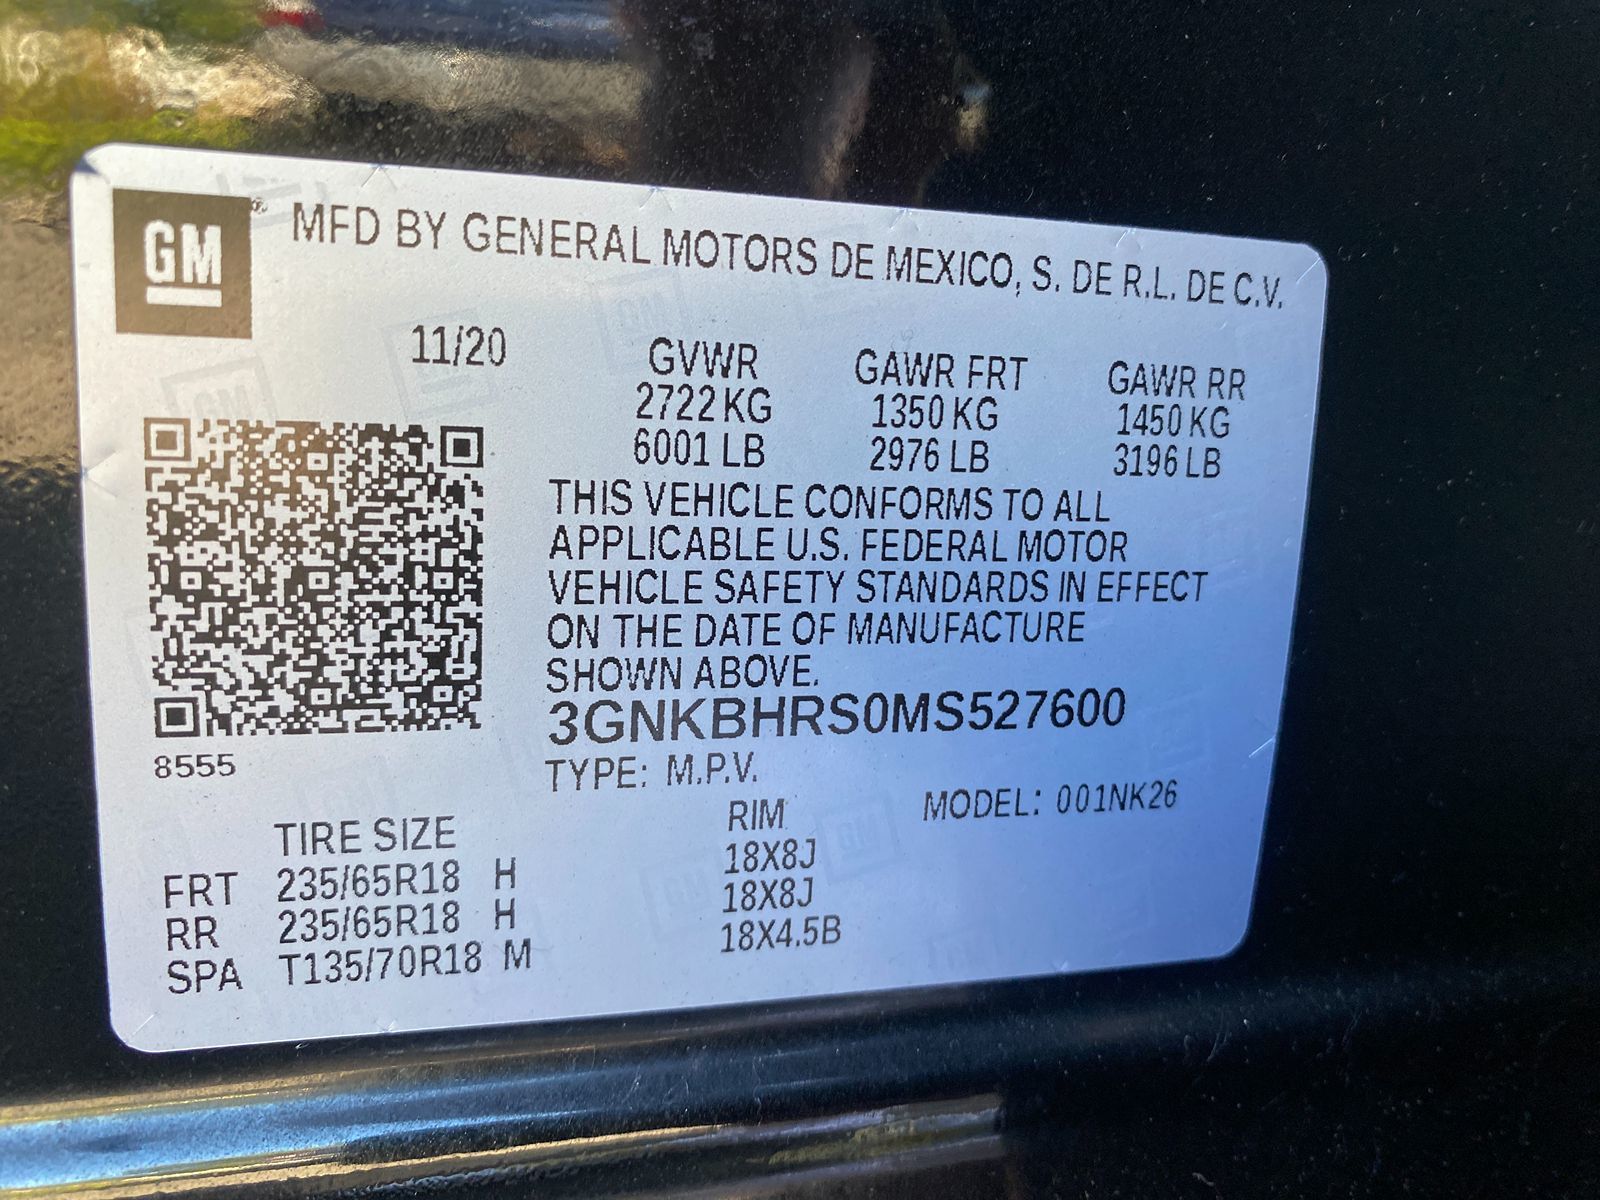 GM® MFD BY GENERAL MOTORS DE MEXICO, S. DE R.L. DE C.V.
11/20 GVWR GAWR FRT GAWR RR
2722 KG 1350 KG 1450 KG
6001 LB 2976 LB 3196 LB
THIS VEHICLE CONFORMS TO ALL
APPLICABLE U.S. FEDERAL MOTOR
VEHICLE SAFETY STANDARDS IN EFFECT
ON THE DATE OF MANUFACTURE
SHOWN ABOVE.
3GNKBHRS0MS527600
8555
TYPE: M.P.V.
MODEL: 001NK26
TIRE SIZE RIM
FRT 235/65R18 H 18X8J
RR 235/65R18 H 18X8J
SPA T135/70R18 M 18X4.5B